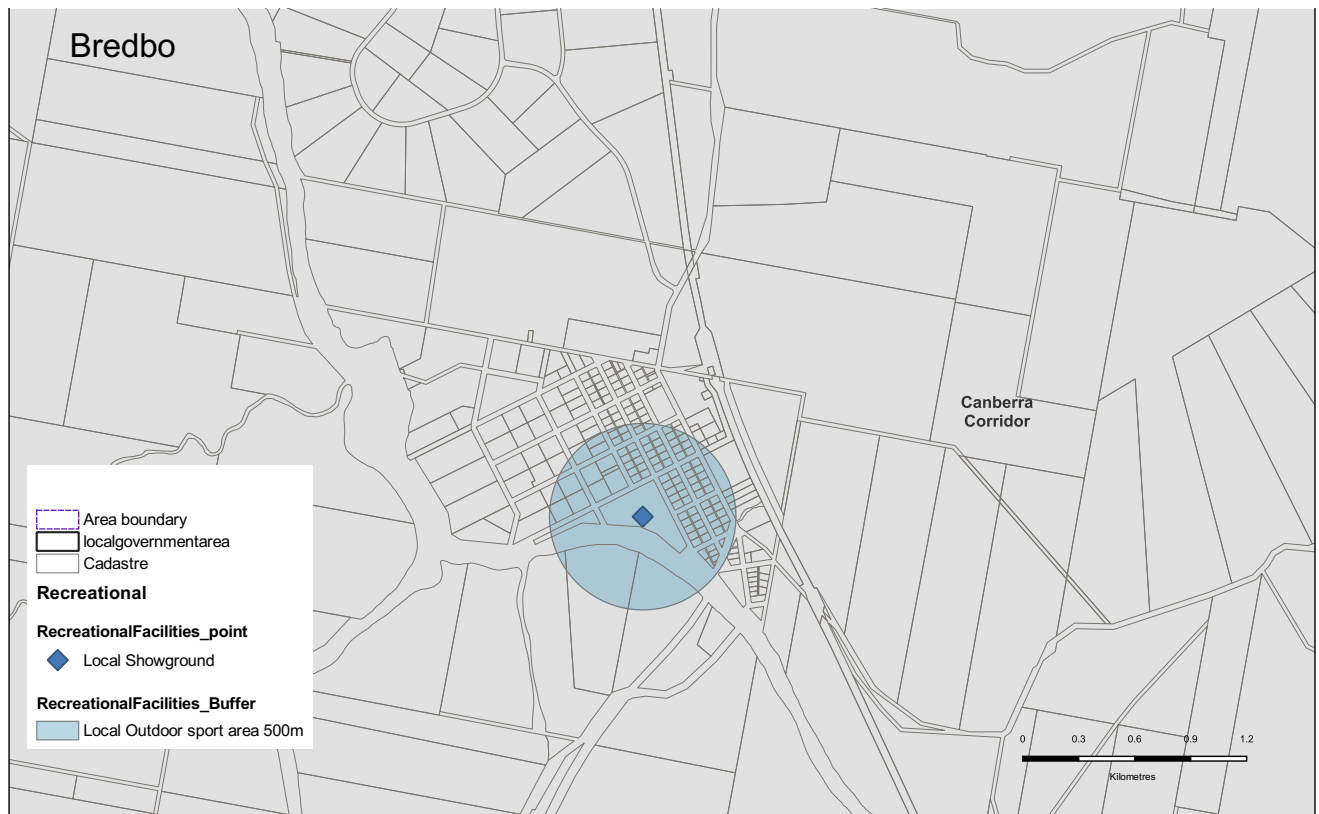 Bredbo
Canberra
Corridor
Area boundary
localgovernmentarea
Cadastre
Recreational
RecreationalFacilities_point
Local Showground
RecreationalFacilities_Buffer
Local Outdoor sport area 500m
0 0.3 0.6 0.9 1.2
Kilometres